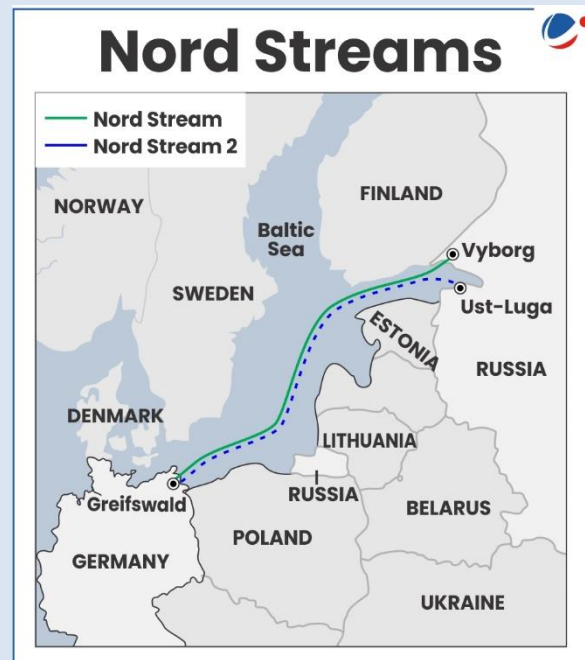 Nord Streams
Nord Stream
Nord Stream 2
FINLAND
NORWAY
Baltic
Sea
Vyborg
SWEDEN
Ust-Luga
ESTONIA
RUSSIA
DENMARK
LITHUANIA
Greifswald
RUSSIA
BELARUS
POLAND
GERMANY
UKRAINE